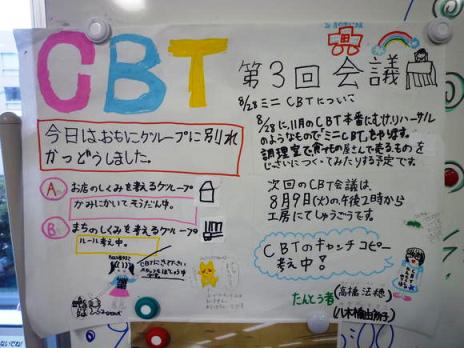 CBT
第3回会議
8/28ミニCBTについて
今日はおもにグループに別れ
かつどうしました。
A お店のしくみを考えるグループ
かみにかいてそうだん中。
B まちのしくみを考えるグループ
ルール考え中。
8/28に、11月のCBT本番にむけ、リハーサル
のようなもので"ミニCBT"をやります。
調理室で食べもの屋さんで売るものを
じっさいにつくってみたりする予定です。
次回のCBT会議は
8月9日(火)の午後2時から
工房にてしゅうごうです。
CBTのキャッチコピー
考え中!
たんとう者